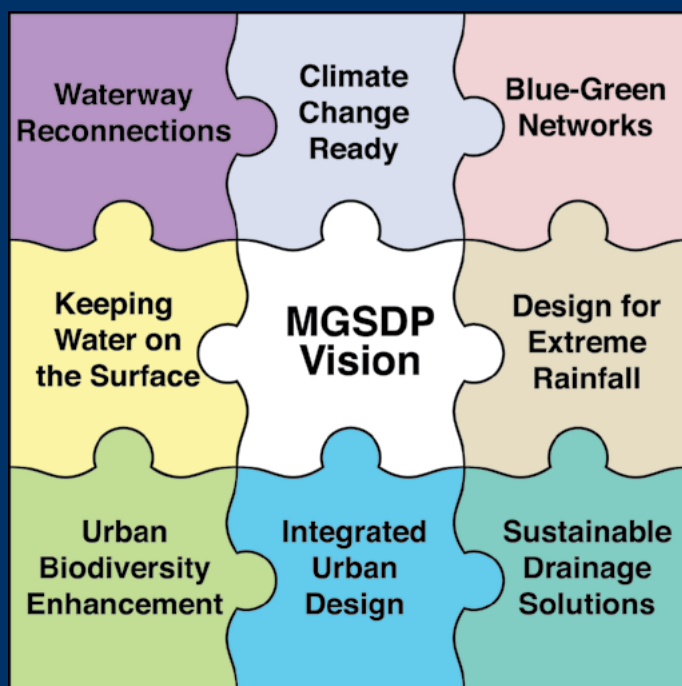 Waterway
Reconnections
Climate
Change
Ready
Blue-Green
Networks
Keeping
Water on
the Surface
MGSDP
Vision
Design for
Extreme
Rainfall
Urban
Biodiversity
Enhancement
Integrated
Urban
Design
Sustainable
Drainage
Solutions